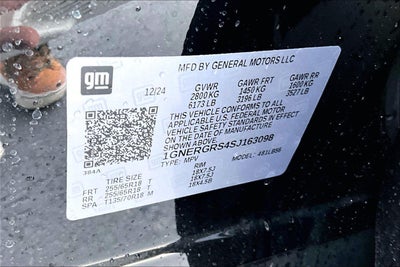 gm
MFD BY GENERAL MOTORS LLC
12/24 GVWR GAWR FRT GAWR RR
2800 KG 1450 KG 1600 KG
6173 LB 3196 LB 3527 LB
THIS VEHICLE CONFORMS TO ALL
APPLICABLE U.S. FEDERAL MOTOR
VEHICLE SAFETY STANDARDS IN EFFECT
ON THE DATE OF MANUFACTURE
SHOWN ABOVE.
1GNERGRS4SJ163098
TYPE: MPV MODEL: 481LB56
384A
TIRE SIZE RIM
FRT 255/65R18 T 18X7.5J
RR 255/65R18 T 18X7.5J
SPA T135/70R18 M 18X4.5B